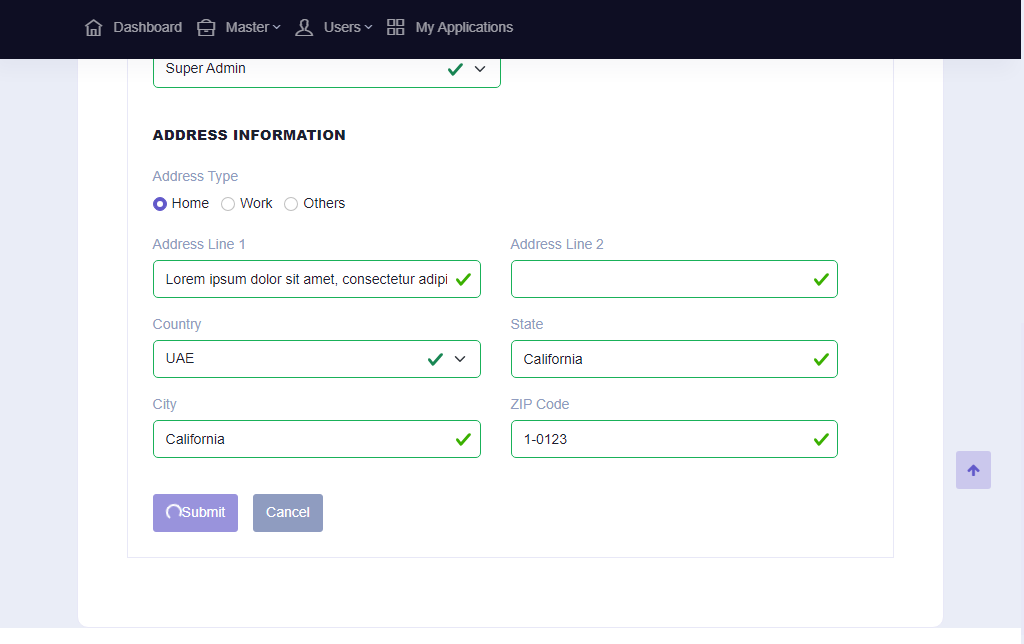 Dashboard Master Users My Applications
Super Admin
ADDRESS INFORMATION
Address Type
Home Work Others
Address Line 1 Address Line 2
Lorem ipsum dolor sit amet, consectetur adipi
Country State
UAE California
City ZIP Code
California 1-0123
Submit Cancel